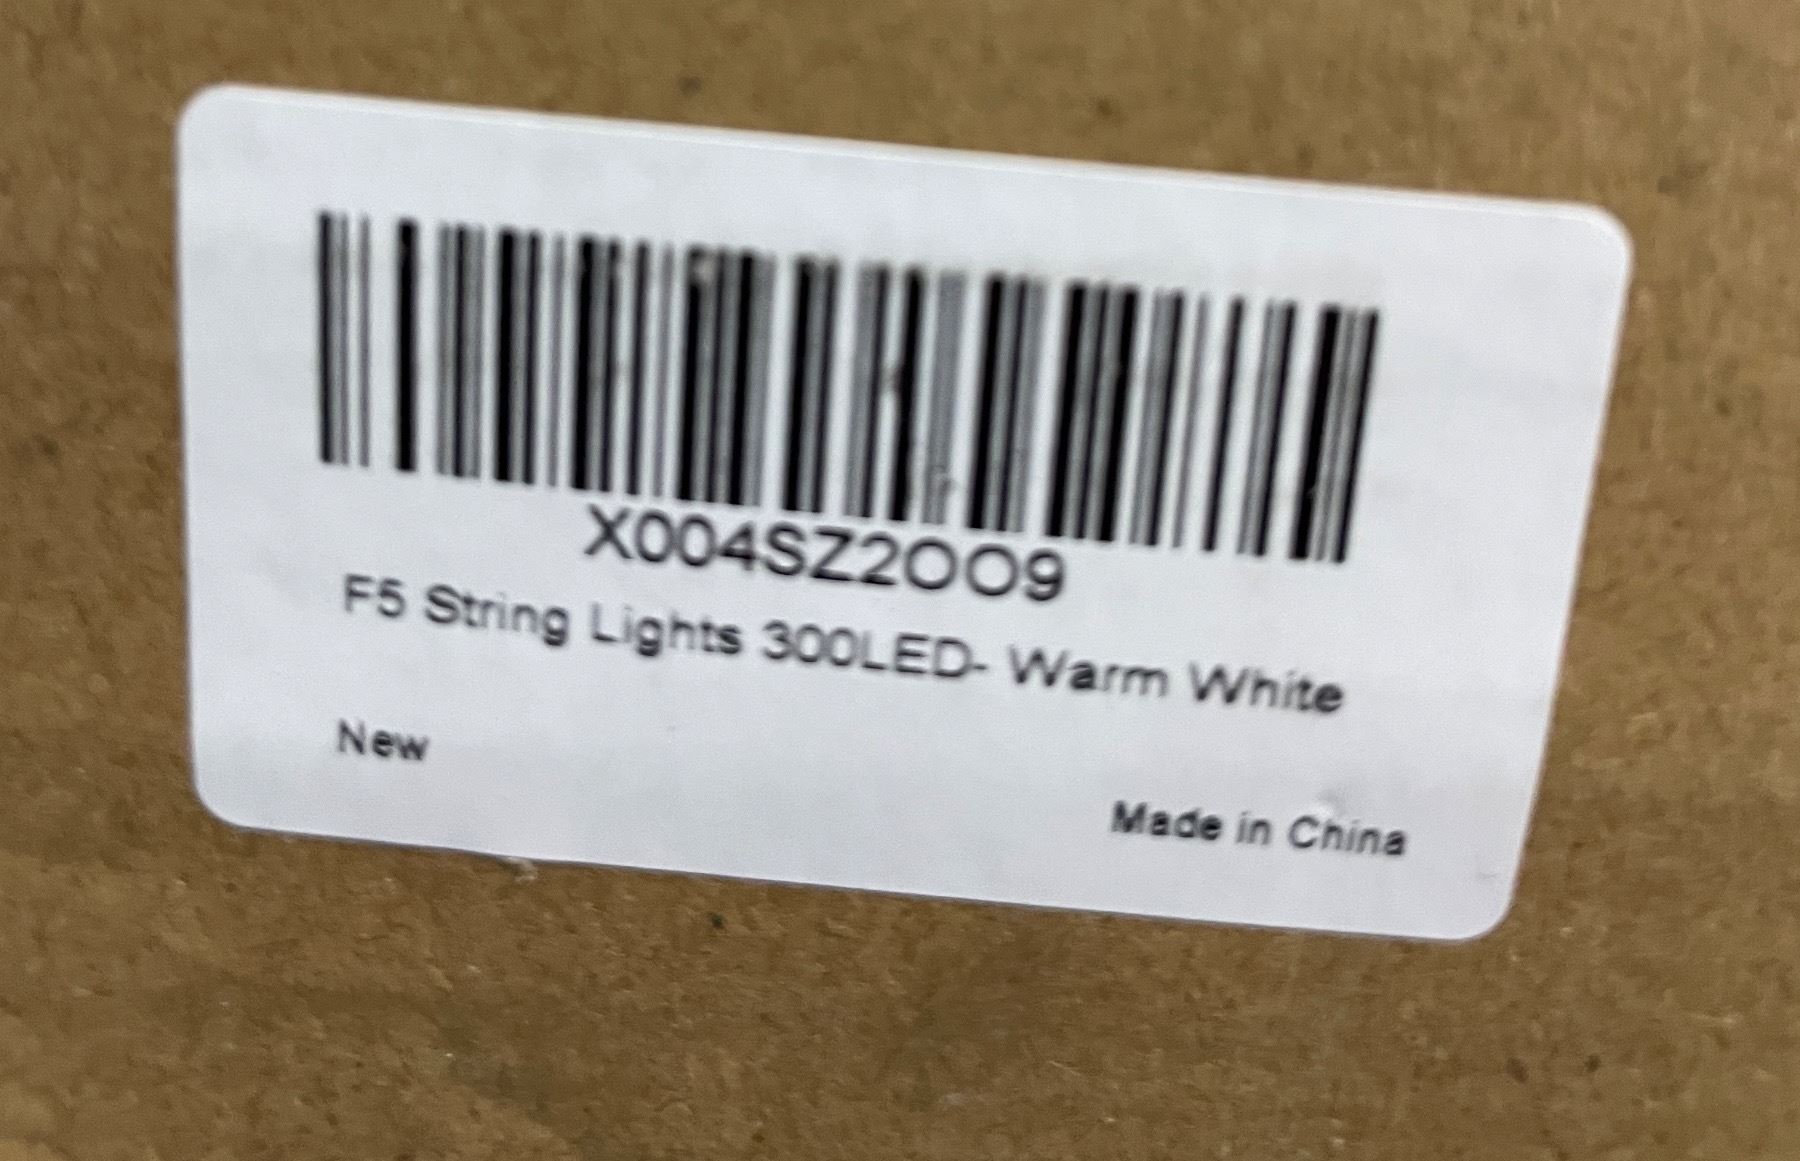 X004SZ2OO9
F5 String Lights 300LED- Warm White
New
Made in China